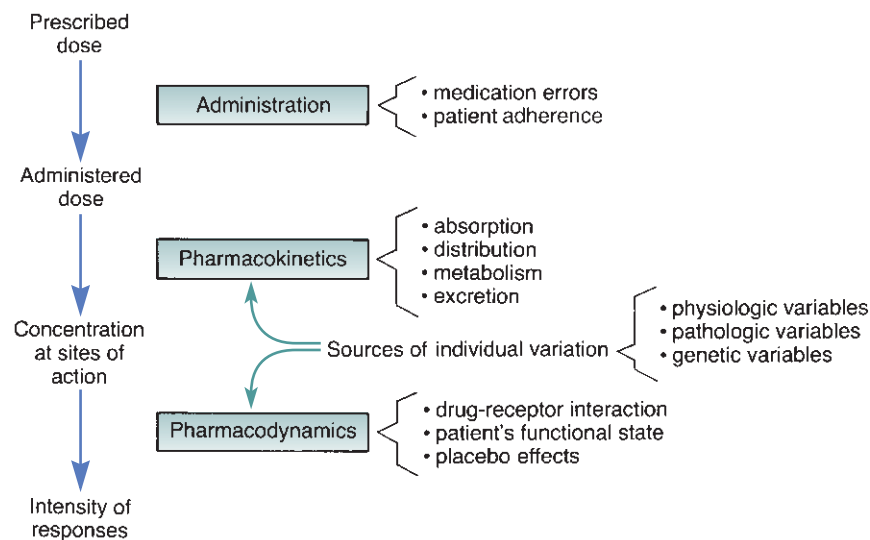 Prescribed
dose
Administration
• medication errors
• patient adherence
Administered
dose
Pharmacokinetics
• absorption
• distribution
• metabolism
• excretion
Concentration
at sites of
action
Sources of individual variation
• physiologic variables
• pathologic variables
• genetic variables
Pharmacodynamics
• drug-receptor interaction
• patient's functional state
• placebo effects
Intensity of
responses